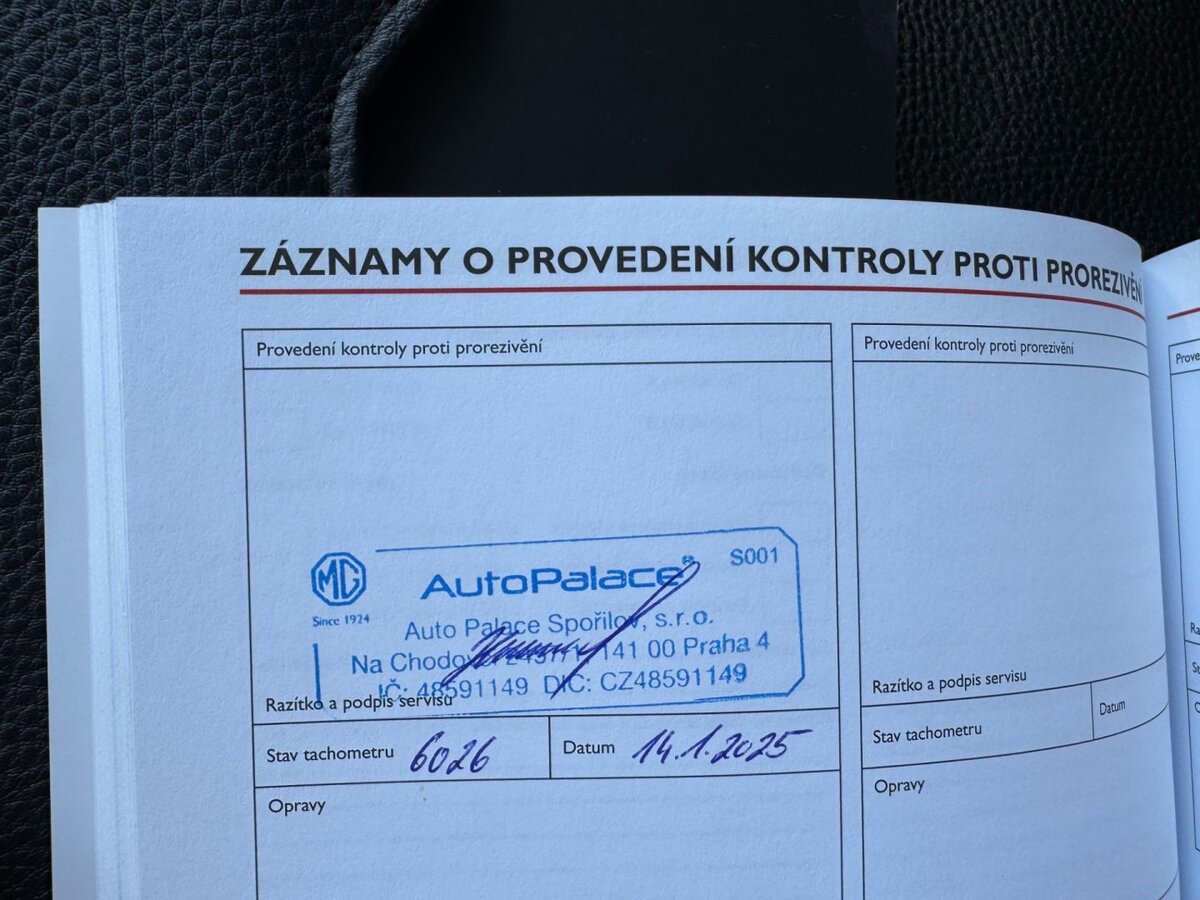 ZÁZNAMY O PROVEDENÍ KONTROLY PROTI PROREZIVĚNÍ
Provedení kontroly proti prorezivění
MG
Since 1924
AutoPalace®
S001
Auto Palace Spořilov, s.r.o.
Na 141 00 Praha 4
IČ: 48591149 DIČ: CZ48591149
Razítko a podpis servisu
Stav tachometru 6026
Datum 14.1.2025
Opravy
Provedení kontroly proti prorezivění
Razítko a podpis servisu
Stav tachometru
Datum
Opravy